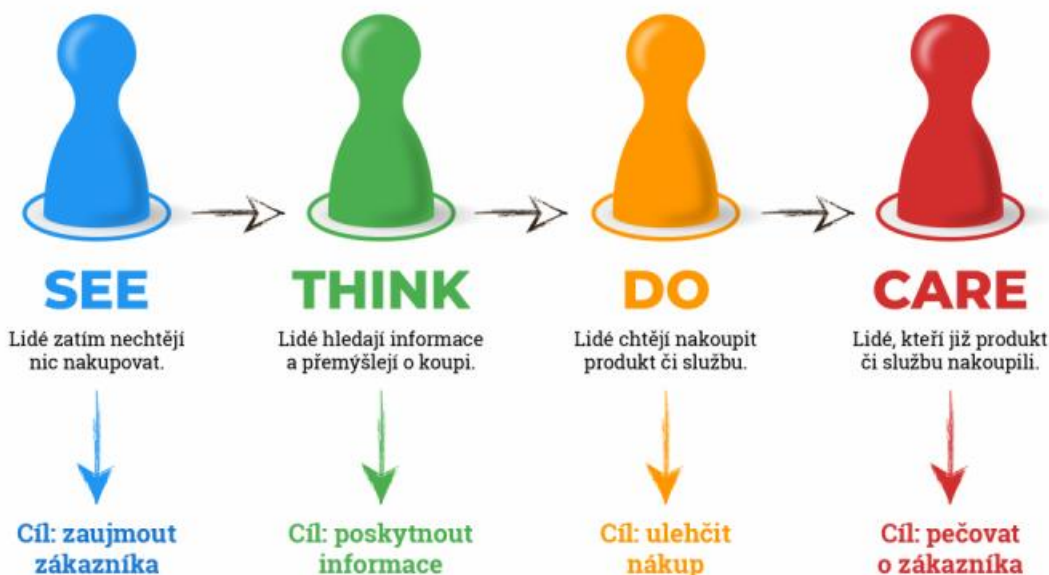 SEE
Lidé zatím nechtějí
nic nakupovat.
Cíl: zaujmout
zákazníka
THINK
Lidé hledají informace
a přemýšlejí o koupi.
Cíl: poskytnout
informace
DO
Lidé chtějí nakoupit
produkt či službu.
Cíl: ulehčit
nákup
CARE
Lidé, kteří již produkt
či službu nakoupili.
Cíl: pečovat
o zákazníka